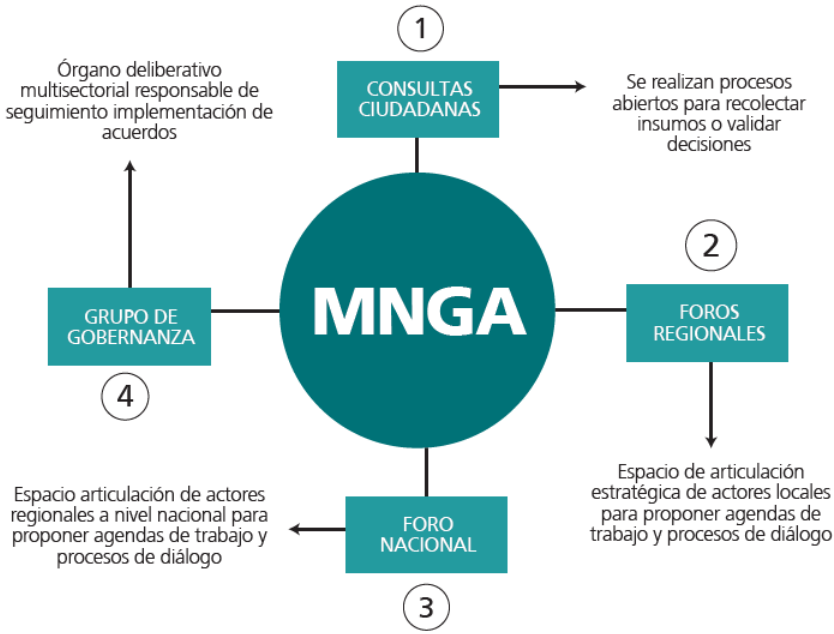 1
CONSULTAS
CIUDADANAS
Se realizan procesos
abiertos para recolectar
insumos o validar
decisiones
Órgano deliberativo
multisectorial responsable de
seguimiento implementación de
acuerdos
2
FOROS
REGIONALES
MNGA
GRUPO DE
GOBERNANZA
4
Espacio de articulación
estratégica de actores locales
para proponer agendas de
trabajo y procesos de diálogo
Espacio articulación de actores
regionales a nivel nacional para
proponer agendas de trabajo y
procesos de diálogo
FORO
NACIONAL
3